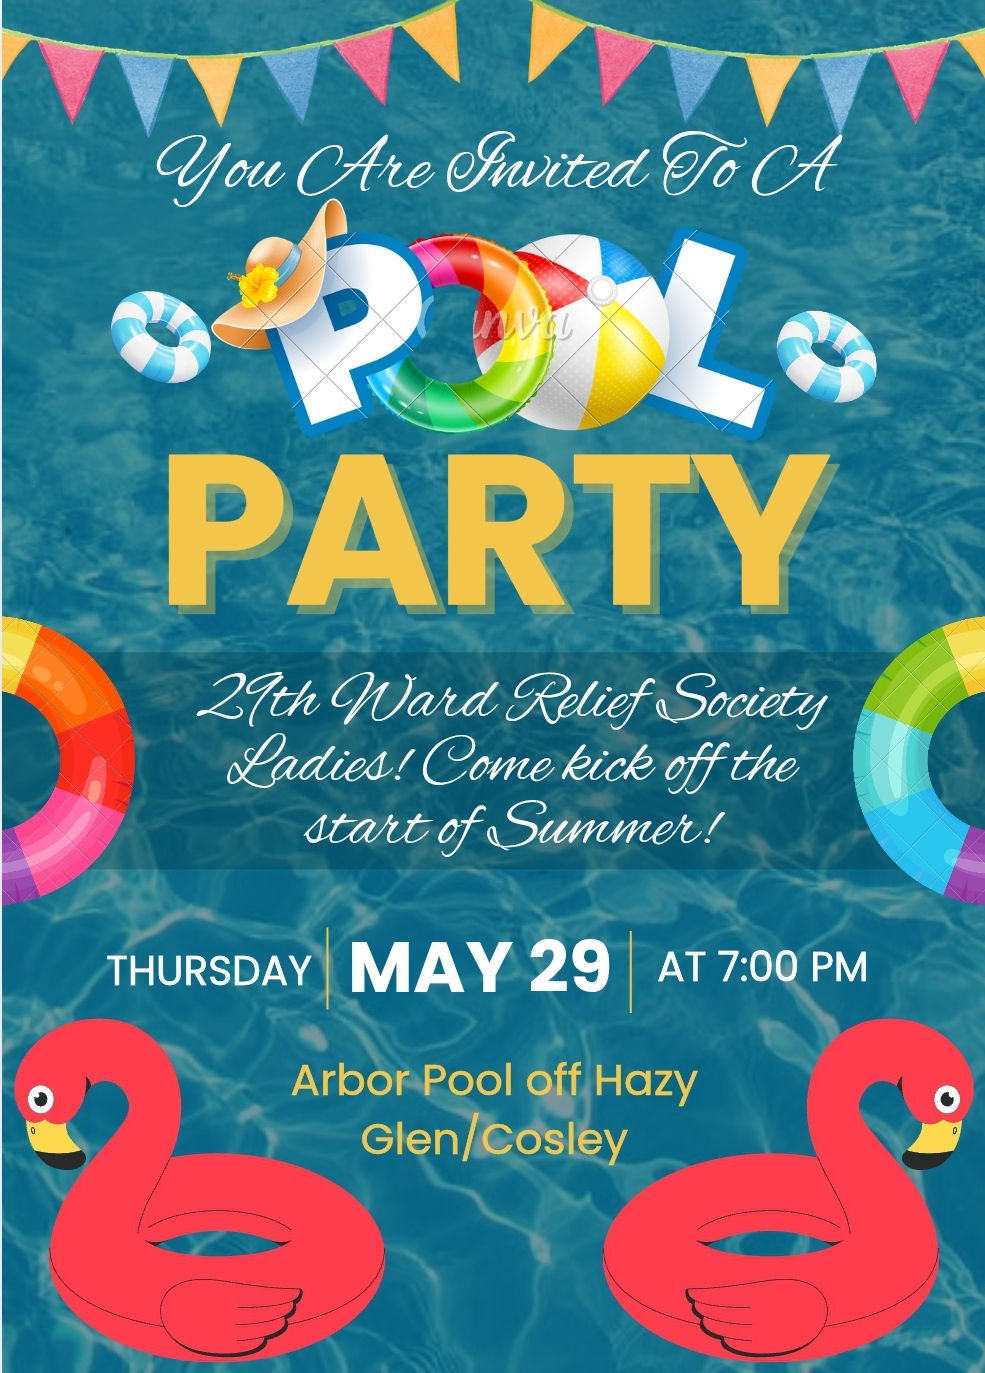 You Are Invited To A
POOL
Canva
PARTY
29th Ward Relief Society
Ladies! Come kick off the
start of Summer!
THURSDAY
MAY 29
AT 7:00 PM
Arbor Pool off Hazy
Glen/Cosley